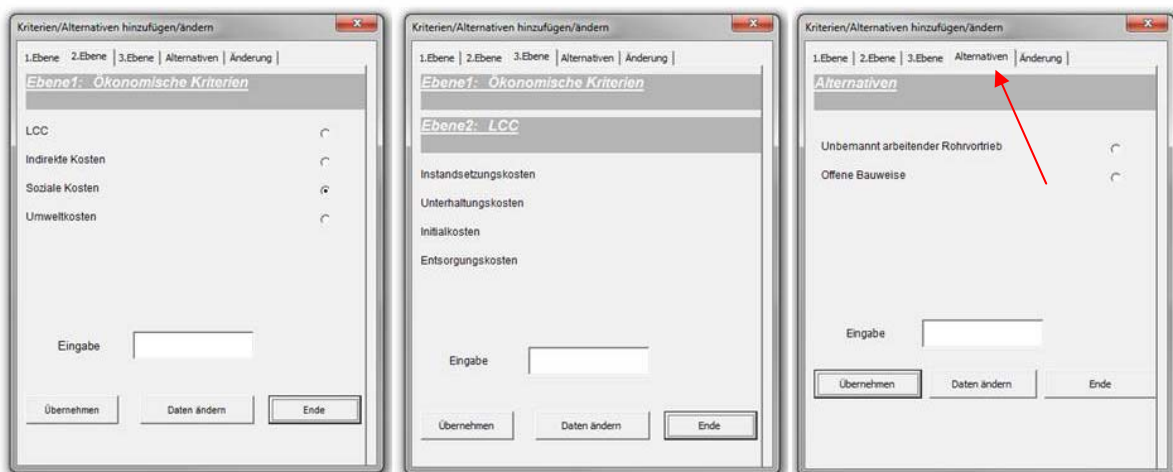 Kriterien/Alternativen hinzufügen/ändern
1.Ebene 2.Ebene 3.Ebene Alternativen Änderung
Ebene1: Ökonomische Kriterien
LCC
Indirekte Kosten
Soziale Kosten
Umweltkosten
Eingabe
Übernehmen Daten ändern Ende
Kriterien/Alternativen hinzufügen/ändern
1.Ebene 2.Ebene 3.Ebene Alternativen Änderung
Ebene1: Ökonomische Kriterien
Ebene2: LCC
Instandsetzungskosten
Unterhaltungskosten
Initialkosten
Entsorgungskosten
Eingabe
Übernehmen Daten ändern Ende
Kriterien/Alternativen hinzufügen/ändern
1.Ebene 2.Ebene 3.Ebene Alternativen Änderung
Alternativen
Unbemannt arbeitender Rohrvortrieb
Offene Bauweise
Eingabe
Übernehmen Daten ändern Ende